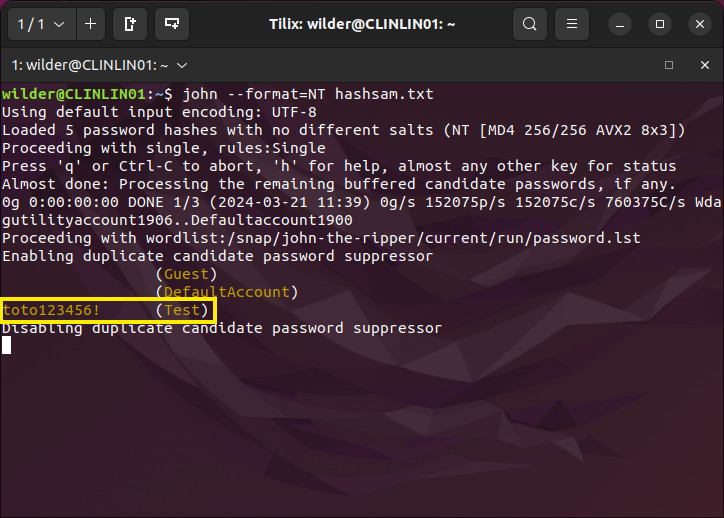 1 / 1
Tilix: wilder@CLINLIN01: ~
1: wilder@CLINLIN01: ~
wilder@CLINLIN01:~$ john --format=NT hashsam.txt
Using default input encoding: UTF-8
Loaded 5 password hashes with no different salts (NT [MD4 256/256 AVX2 8x3])
Proceeding with single, rules:Single
Press 'q' or Ctrl-C to abort, 'h' for help, almost any other key for status
Almost done: Processing the remaining buffered candidate passwords, if any.
0g 0:00:00:00 DONE 1/3 (2024-03-21 11:39) 0g/s 152075p/s 152075c/s 760375C/s Wda
gutilityaccount1906..Defaultaccount1900
Proceeding with wordlist:/snap/john-the-ripper/current/run/password.lst
Enabling duplicate candidate password suppressor
(Guest)
(DefaultAccount)
toto123456! (Test)
Disabling duplicate candidate password suppressor